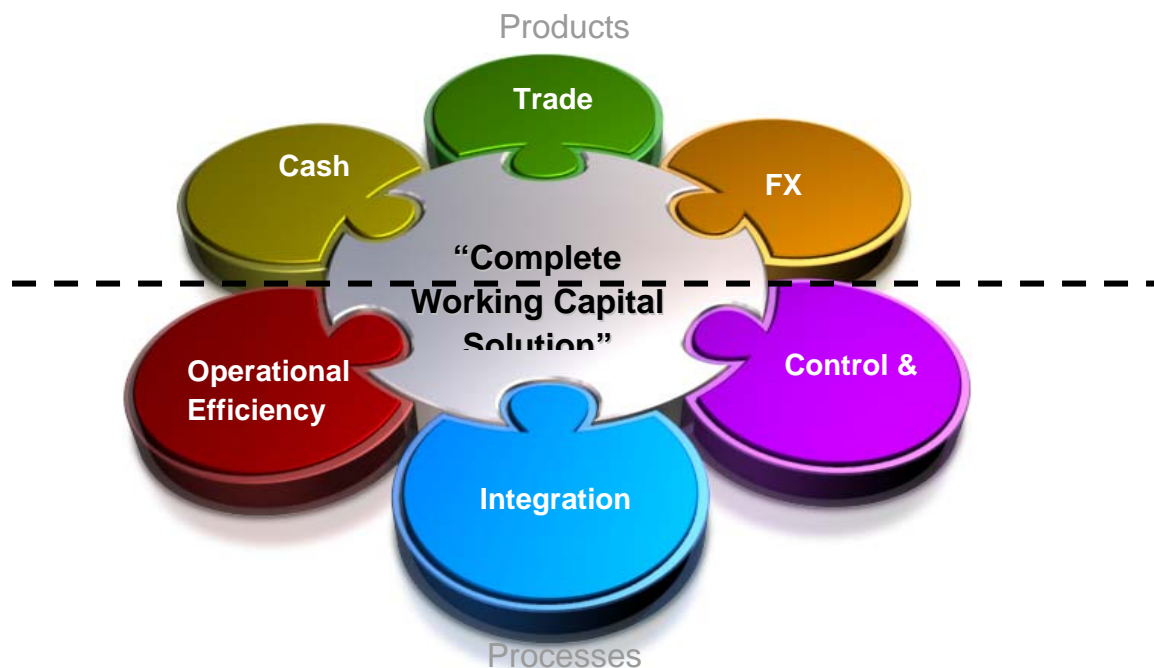 Products
Trade
Cash
FX
“Complete
Working Capital
Solution”
Operational
Efficiency
Control &
Integration
Processes